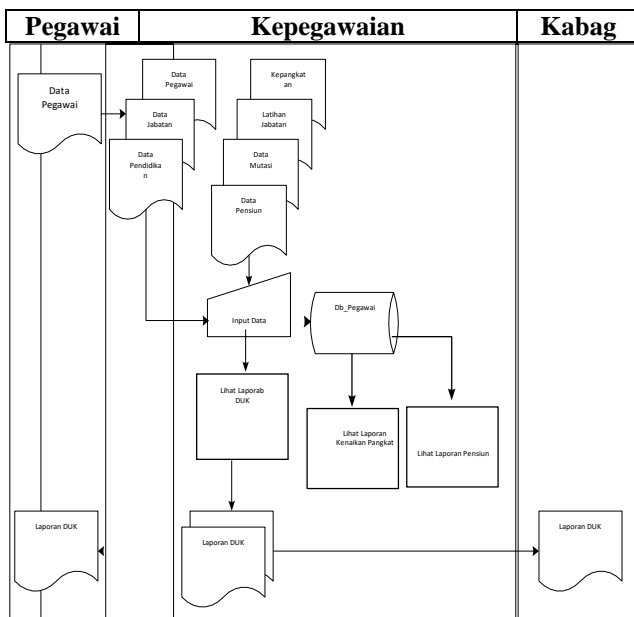 Pegawai
Kepegawaian
Kabag
Data
Pegawai
Data
Pegawai
Data
Jabatan
Data
Pendidika
n
Kepangkat
an
Latihan
Jabatan
Data
Mutasi
Data
Pensiun
Input Data
Db_Pegawai
Lihat Laporab
DUK
Lihat Laporan
Kenaikan Pangkat
Lihat Laporan Pensiun
Laporan DUK
Laporan DUK
Laporan DUK